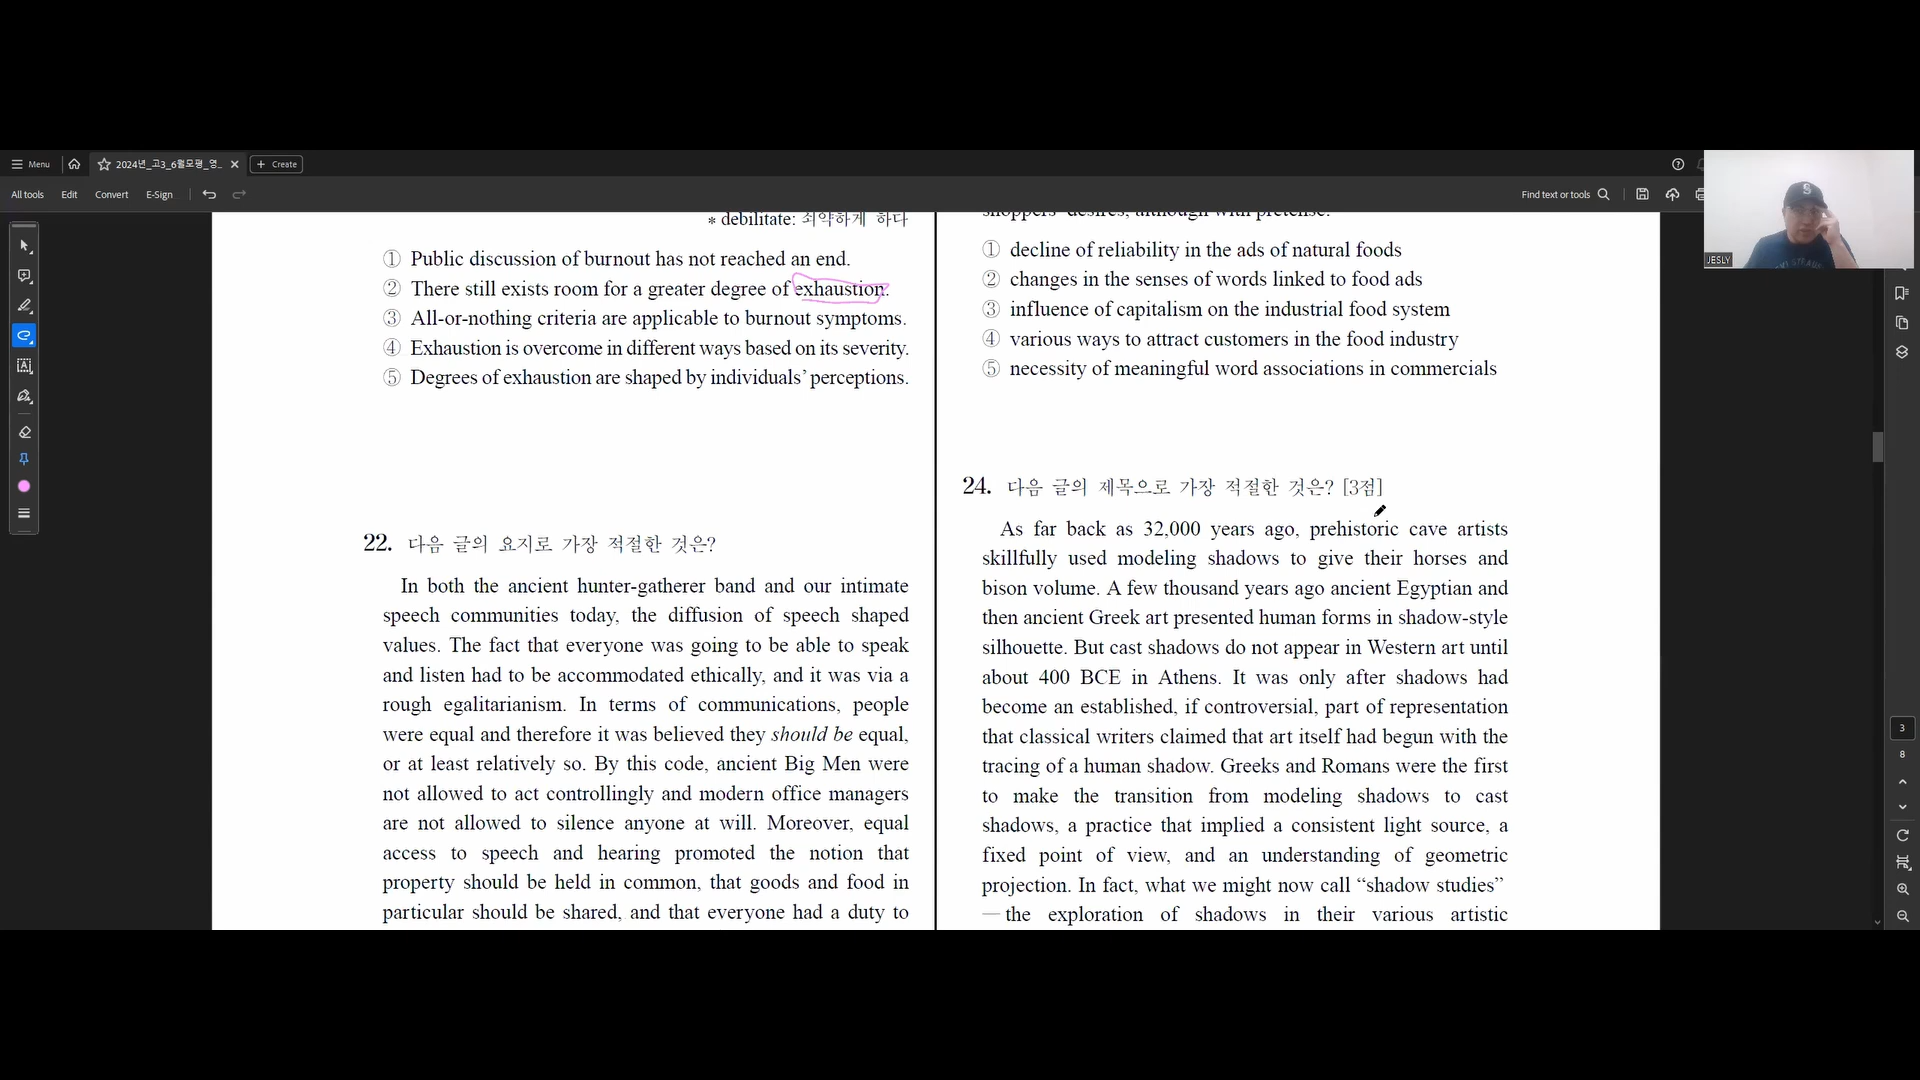 Menu
2024년_고3_6월모평_영...
Create
All tools
Edit
Convert
E-Sign
Find text or tools
JESLY
* debilitate: 쇠약하게 하다
① Public discussion of burnout has not reached an end.
② There still exists room for a greater degree of exhaustion.
③ All-or-nothing criteria are applicable to burnout symptoms.
④ Exhaustion is overcome in different ways based on its severity.
⑤ Degrees of exhaustion are shaped by individuals' perceptions.
22. 다음 글의 요지로 가장 적절한 것은?
In both the ancient hunter-gatherer band and our intimate
speech communities today, the diffusion of speech shaped
values. The fact that everyone was going to be able to speak
and listen had to be accommodated ethically, and it was via a
rough egalitarianism. In terms of communications, people
were equal and therefore it was believed they should be equal,
or at least relatively so. By this code, ancient Big Men were
not allowed to act controllingly and modern office managers
are not allowed to silence anyone at will. Moreover, equal
access to speech and hearing promoted the notion that
property should be held in common, that goods and food in
particular should be shared, and that everyone had a duty to
shoppers' desires, although with pretense.
① decline of reliability in the ads of natural foods
② changes in the senses of words linked to food ads
③ influence of capitalism on the industrial food system
④ various ways to attract customers in the food industry
⑤ necessity of meaningful word associations in commercials
24. 다음 글의 제목으로 가장 적절한 것은? [3점]
As far back as 32,000 years ago, prehistoric cave artists
skillfully used modeling shadows to give their horses and
bison volume. A few thousand years ago ancient Egyptian and
then ancient Greek art presented human forms in shadow-style
silhouette. But cast shadows do not appear in Western art until
about 400 BCE in Athens. It was only after shadows had
become an established, if controversial, part of representation
that classical writers claimed that art itself had begun with the
tracing of a human shadow. Greeks and Romans were the first
to make the transition from modeling shadows to cast
shadows, a practice that implied a consistent light source, a
fixed point of view, and an understanding of geometric
projection. In fact, what we might now call “shadow studies”
— the exploration of shadows in their various artistic
3
8